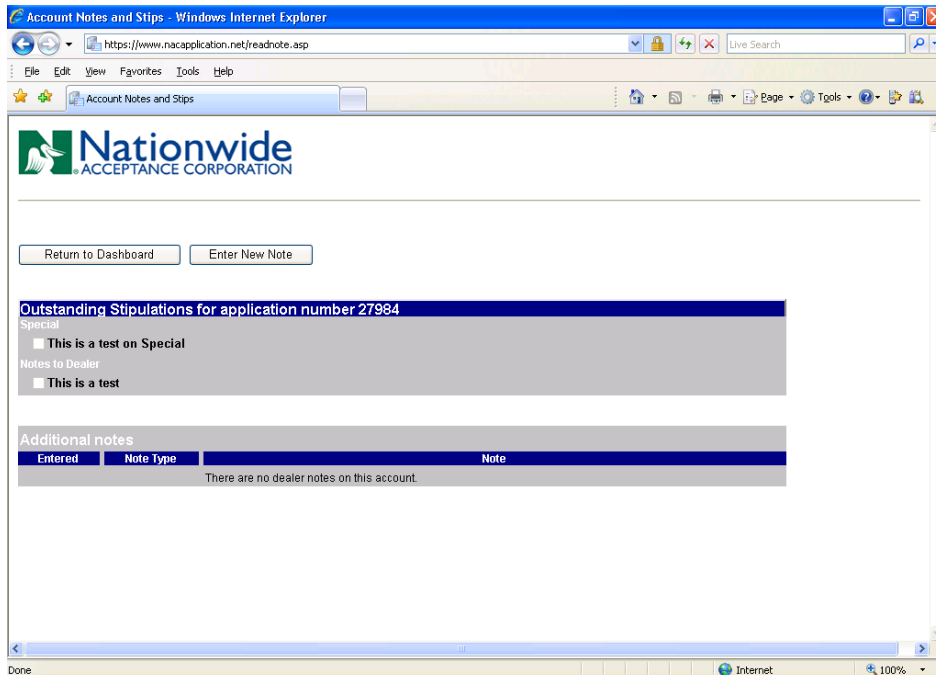 Account Notes and Stips - Windows Internet Explorer
https://www.nacapplication.net/readnote.asp
Live Search
File Edit View Favorites Tools Help
Account Notes and Stips
Page Tools
Nationwide
ACCEPTANCE CORPORATION
Return to Dashboard Enter New Note
Outstanding Stipulations for application number 27984
Special
This is a test on Special
Notes to Dealer
This is a test
Additional notes
Entered Note Type Note
There are no dealer notes on this account.
Done Internet 100%